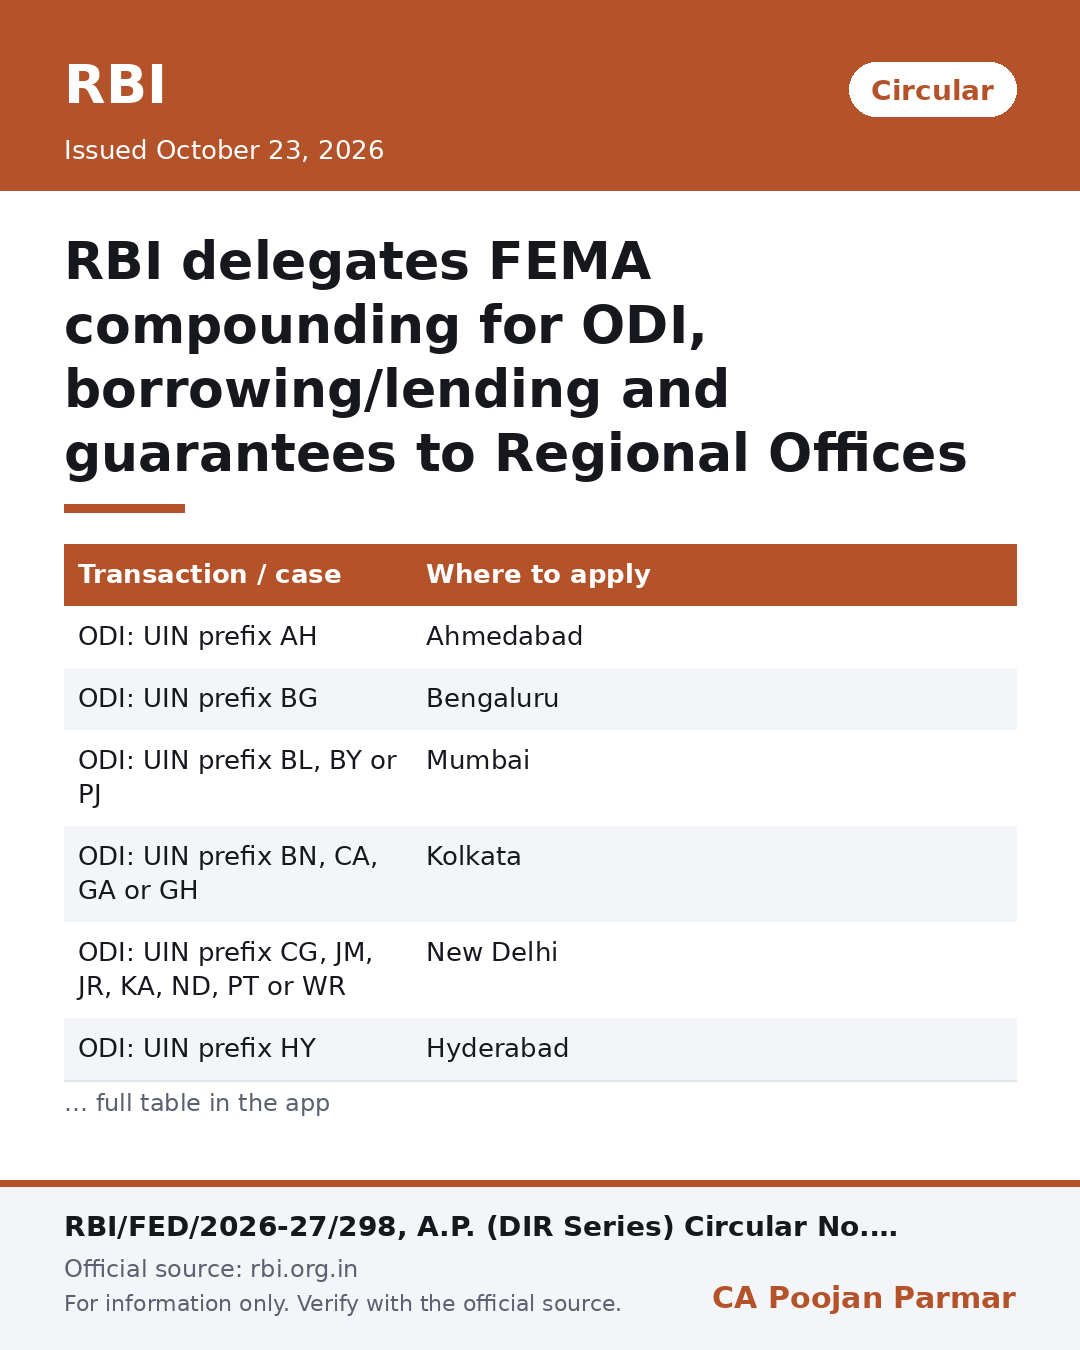 RBI
Circular
Issued October 23, 2026
RBI delegates FEMA
compounding for ODI,
borrowing/lending and
guarantees to Regional Offices
Transaction / case Where to apply
ODI: UIN prefix AH Ahmedabad
ODI: UIN prefix BG Bengaluru
ODI: UIN prefix BL, BY or Mumbai
PJ
ODI: UIN prefix BN, CA, Kolkata
GA or GH
ODI: UIN prefix CG, JM, New Delhi
JR, KA, ND, PT or WR
ODI: UIN prefix HY Hyderabad
... full table in the app
RBI/FED/2026-27/298, A.P. (DIR Series) Circular No....
Official source: rbi.org.in
For information only. Verify with the official source.
CA Poojan Parmar